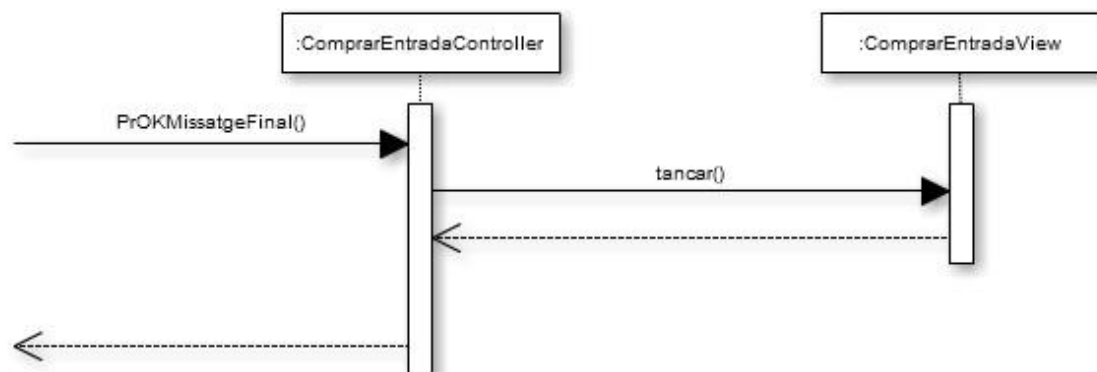 :ComprarEntradaController
:ComprarEntradaView
PrOKMissatgeFinal()
tancar()